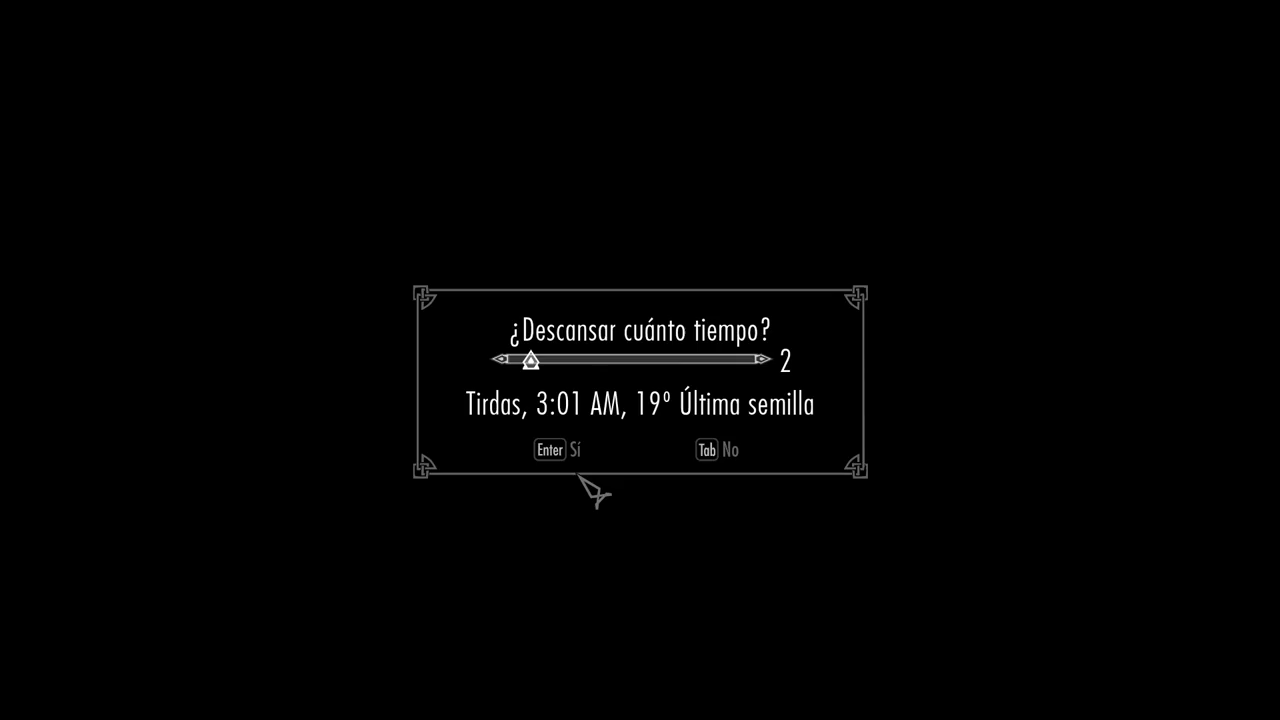 ¿Descansar cuánto tiempo?
2
Tirdas, 3:01 AM, 19º Última semilla
Enter Sí
Tab No